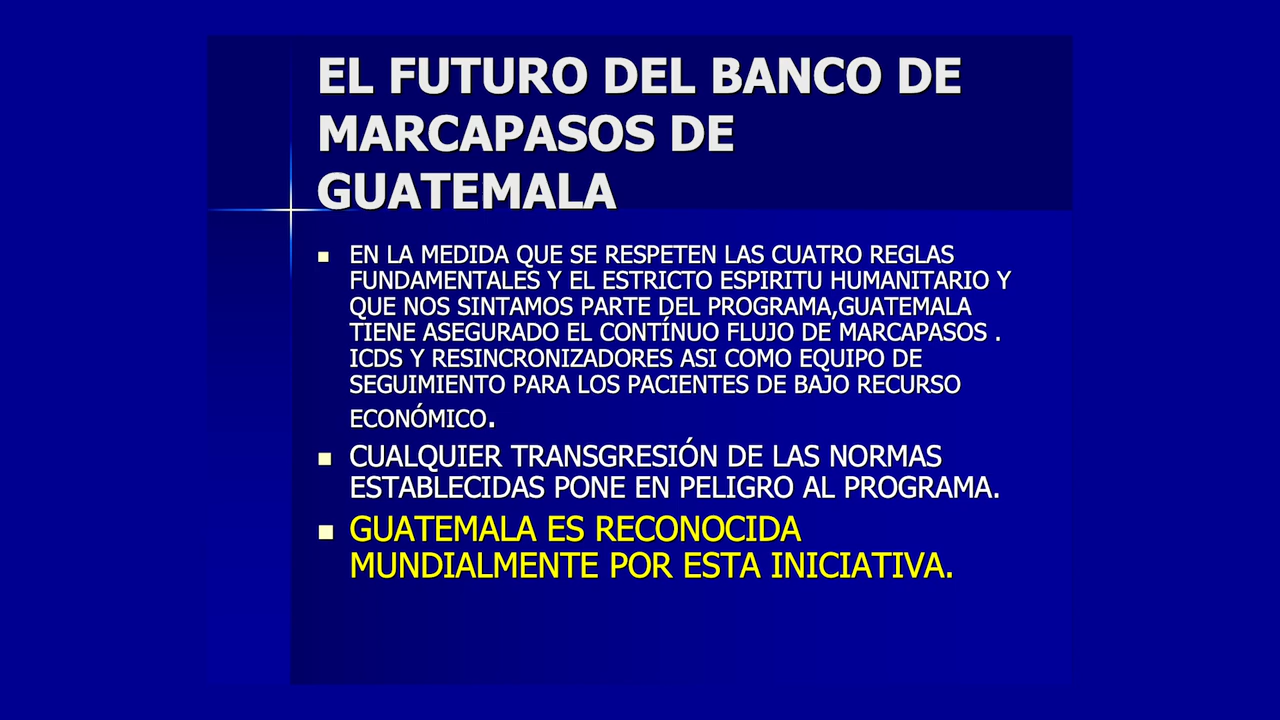 EL FUTURO DEL BANCO DE
MARCAPASOS DE
GUATEMALA
EN LA MEDIDA QUE SE RESPETEN LAS CUATRO REGLAS
FUNDAMENTALES Y EL ESTRICTO ESPIRITU HUMANITARIO Y
QUE NOS SINTAMOS PARTE DEL PROGRAMA,GUATEMALA
TIENE ASEGURADO EL CONTÍNUO FLUJO DE MARCAPASOS .
ICDS Y RESINCRONIZADORES ASI COMO EQUIPO DE
SEGUIMIENTO PARA LOS PACIENTES DE BAJO RECURSO
ECONÓMICO.
CUALQUIER TRANSGRESIÓN DE LAS NORMAS
ESTABLECIDAS PONE EN PELIGRO AL PROGRAMA.
GUATEMALA ES RECONOCIDA
MUNDIALMENTE POR ESTA INICIATIVA.